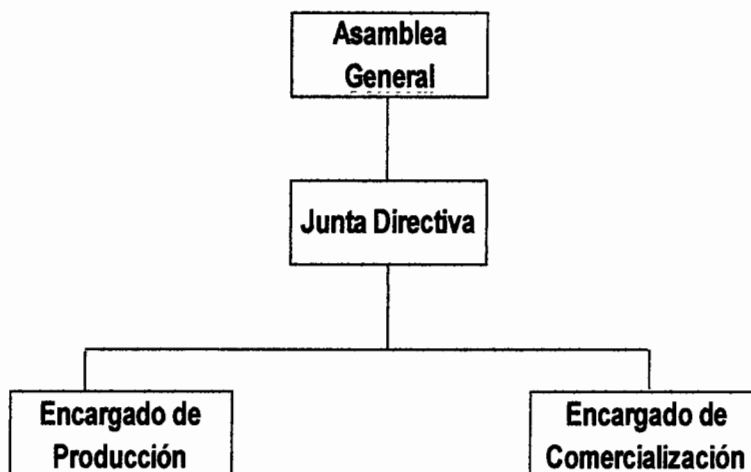 Asamblea
General
Junta Directiva
Encargado de
Producción
Encargado de
Comercialización